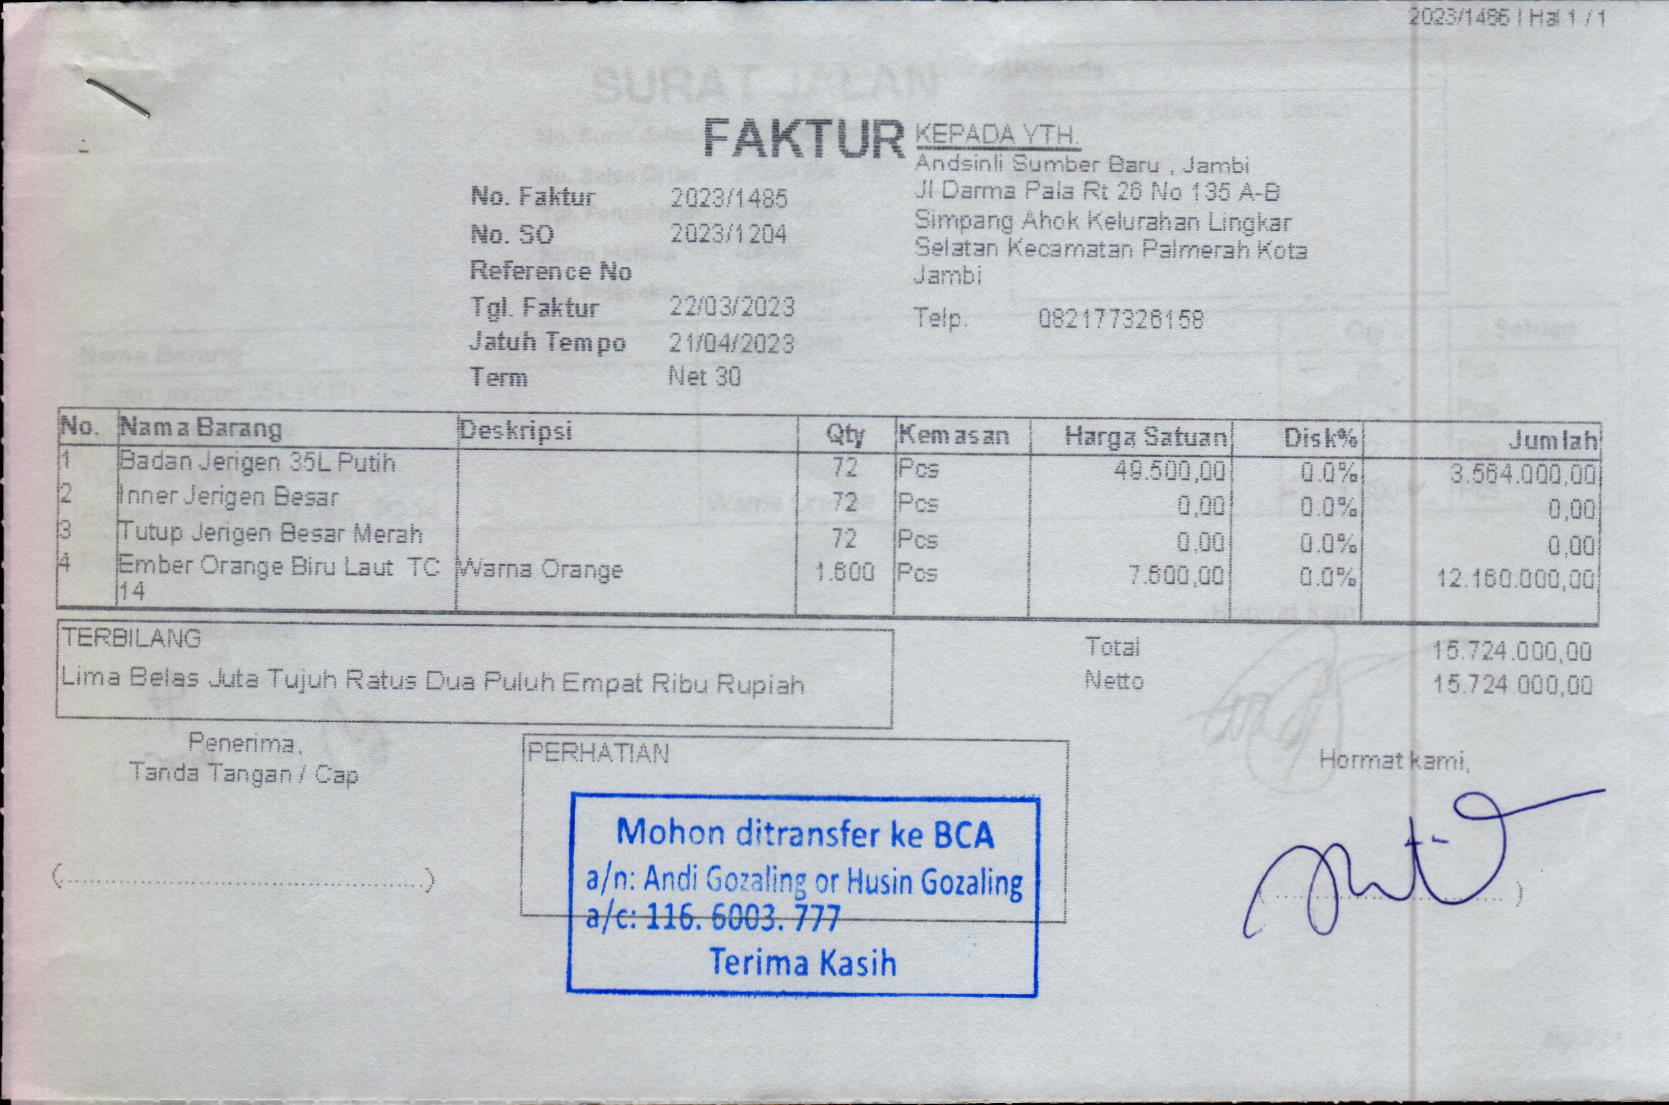 2023/1485 | Hal 1 / 1
SURAT JALAN
FAKTUR
KEPADA YTH.
Andsinli Sumber Baru , Jambi
Jl Darma Pala Rt 26 No 135 A-B
Simpang Ahok Kelurahan Lingkar
Selatan Kecamatan Palmerah Kota
Jambi
Telp. 082177326158
No. Faktur 2023/1485
No. SO 2023/1204
Reference No
Tgl. Faktur 22/03/2023
Jatuh Tempo 21/04/2023
Term Net 30
No. Nama Barang Deskripsi Qty Kemasan Harga Satuan Disk% Jumlah
1 Badan Jerigen 35L Putih 72 Pcs 49.500,00 0.0% 3.564.000,00
2 Inner Jerigen Besar 72 Pcs 0,00 0.0% 0,00
3 Tutup Jerigen Besar Merah 72 Pcs 0,00 0.0% 0,00
4 Ember Orange Biru Laut TC Warna Orange 1.600 Pcs 7.600,00 0.0% 12.160.000,00
14
TERBILANG
Lima Belas Juta Tujuh Ratus Dua Puluh Empat Ribu Rupiah
Total 15.724.000,00
Netto 15.724.000,00
Penerima,
Tanda Tangan / Cap
PERHATIAN
Hormat kami,
Mohon ditransfer ke BCA
a/n: Andi Gozaling or Husin Gozaling
a/c: 116. 6003. 777
Terima Kasih